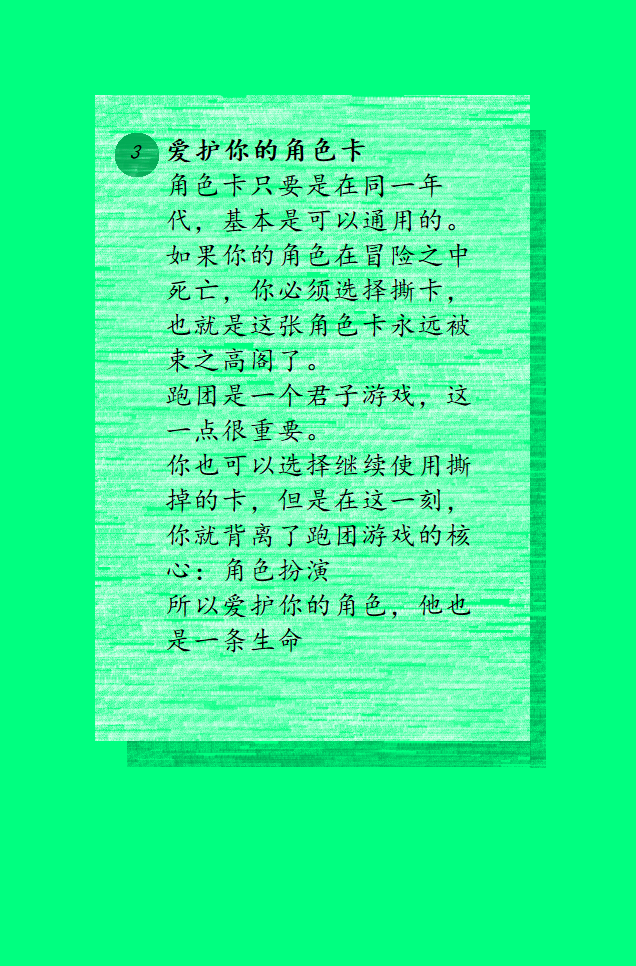 3 爱护你的角色卡
角色卡只要是在同一年
代，基本是可以通用的。
如果你的角色在冒险之中
死亡，你必须选择撕卡，
也就是这张角色卡永远被
束之高阁了。
跑团是一个君子游戏，这
一点很重要。
你也可以选择继续使用撕
掉的卡，但是在这一刻，
你就背离了跑团游戏的核
心：角色扮演
所以爱护你的角色，他也
是一条生命